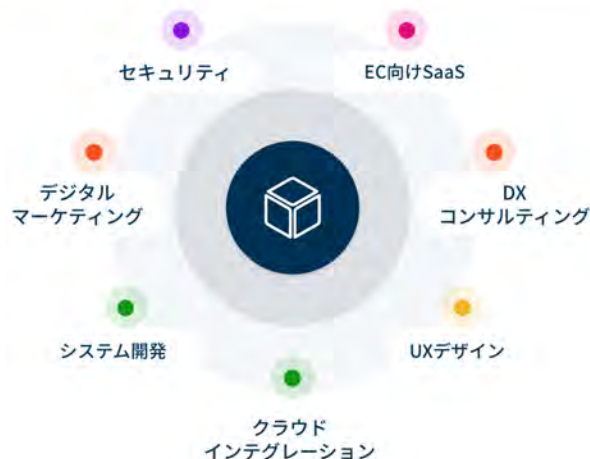 セキュリティ
EC向けSaaS
デジタル
マーケティング
DX
コンサルティング
システム開発
UXデザイン
クラウド
インテグレーション